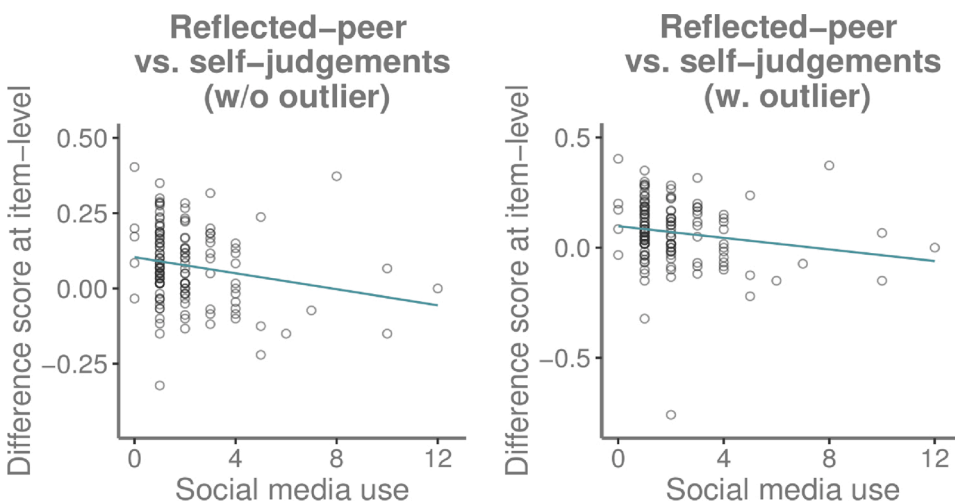 Reflected−peer
vs. self−judgements
(w/o outlier)
Difference score at item−level
0.50
0.25
0.00
−0.25
0
4
8
12
Social media use
Reflected−peer
vs. self−judgements
(w. outlier)
Difference score at item−level
0.5
0.0
−0.5
0
4
8
12
Social media use